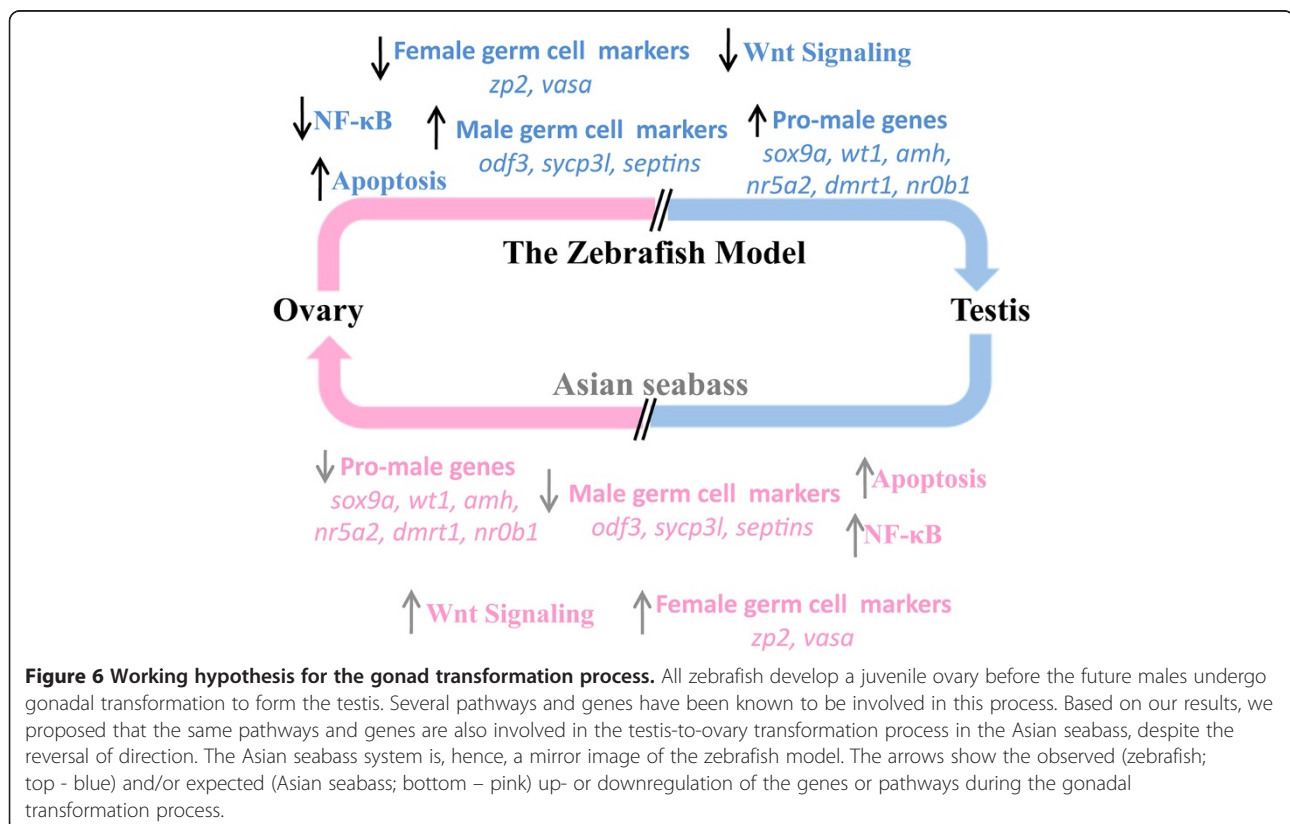 Female germ cell markers
zp2, vasa
Wnt Signaling
NF-κB
Male germ cell markers
odf3, sycp3l, septins
Pro-male genes
sox9a, wt1, amh,
nr5a2, dmrt1, nr0b1
Apoptosis
The Zebrafish Model
Ovary
Testis
Asian seabass
Pro-male genes
sox9a, wt1, amh,
nr5a2, dmrt1, nr0b1
Male germ cell markers
odf3, sycp3l, septins
Apoptosis
NF-κB
Wnt Signaling
Female germ cell markers
zp2, vasa
Figure 6 Working hypothesis for the gonad transformation process. All zebrafish develop a juvenile ovary before the future males undergo
gonadal transformation to form the testis. Several pathways and genes have been known to be involved in this process. Based on our results, we
proposed that the same pathways and genes are also involved in the testis-to-ovary transformation process in the Asian seabass, despite the
reversal of direction. The Asian seabass system is, hence, a mirror image of the zebrafish model. The arrows show the observed (zebrafish;
top - blue) and/or expected (Asian seabass; bottom – pink) up- or downregulation of the genes or pathways during the gonadal
transformation process.